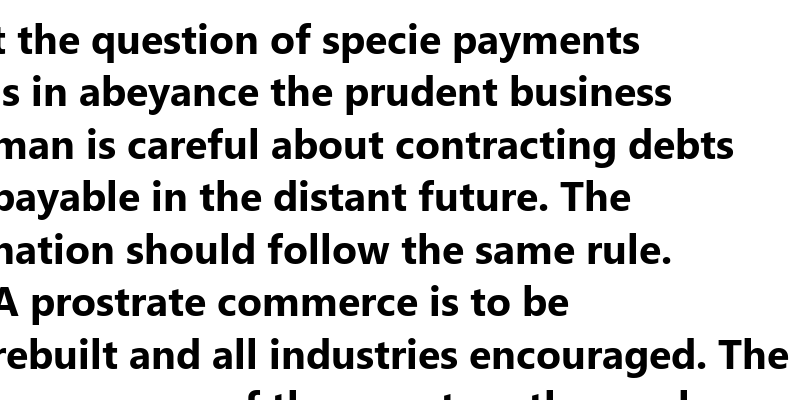 t the question of specie payments
is in abeyance the prudent business
man is careful about contracting debts
payable in the distant future. The
nation should follow the same rule.
A prostrate commerce is to be
rebuilt and all industries encouraged. The